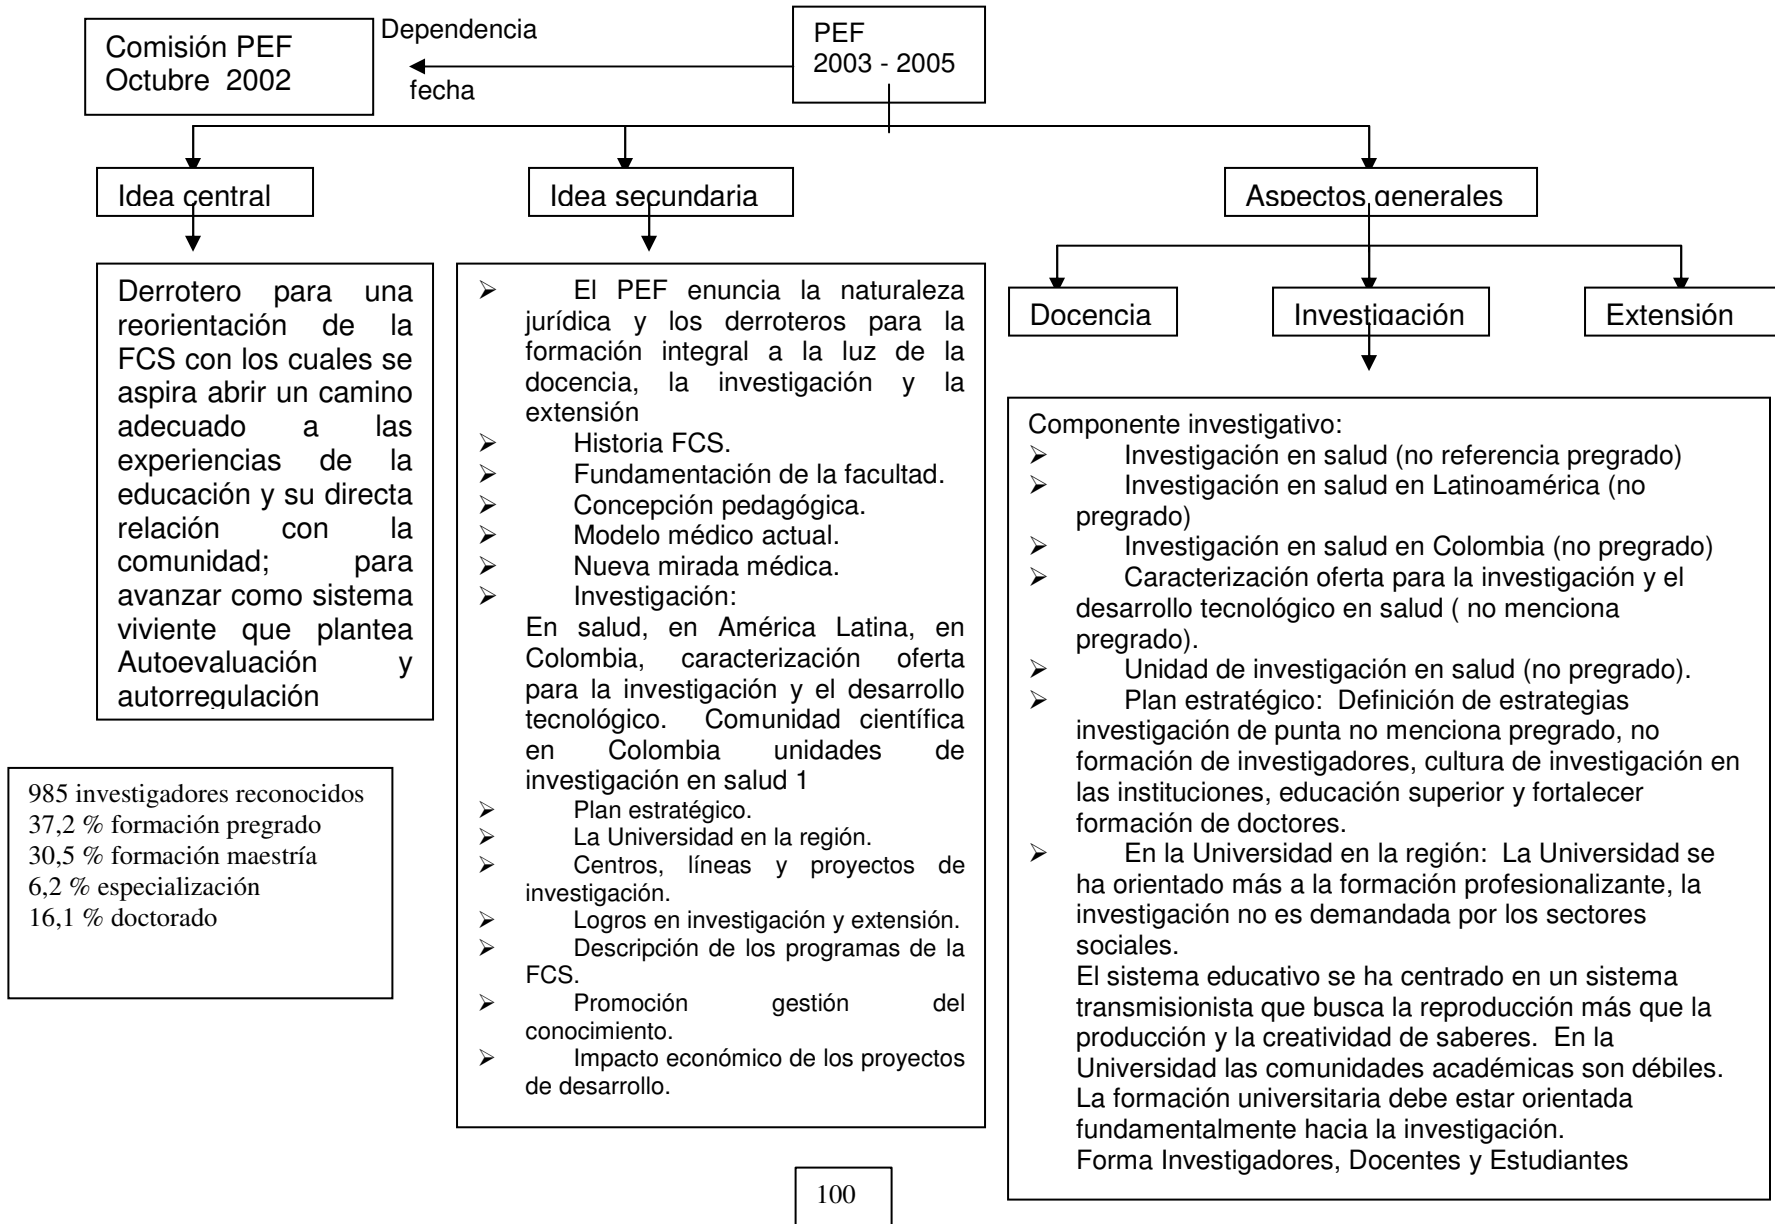 Comisión PEF
Octubre 2002
Dependencia
fecha
PEF
2003 - 2005
Idea central
Idea secundaria
Aspectos generales
Derrotero para una
reorientación de la
FCS con los cuales se
aspira abrir un camino
adecuado a las
experiencias de la
educación y su directa
relación con la
comunidad; para
avanzar como sistema
viviente que plantea
Autoevaluación y
autorregulación
985 investigadores reconocidos
37,2 % formación pregrado
30,5 % formación maestría
6,2 % especialización
16,1 % doctorado
➢ El PEF enuncia la naturaleza
jurídica y los derroteros para la
formación integral a la luz de la
docencia, la investigación y la
extensión
➢ Historia FCS.
➢ Fundamentación de la facultad.
➢ Concepción pedagógica.
➢ Modelo médico actual.
➢ Nueva mirada médica.
➢ Investigación:
En salud, en América Latina, en
Colombia, caracterización oferta
para la investigación y el desarrollo
tecnológico. Comunidad científica
en Colombia unidades de
investigación en salud 1
➢ Plan estratégico.
➢ La Universidad en la región.
➢ Centros, líneas y proyectos de
investigación.
➢ Logros en investigación y extensión.
➢ Descripción de los programas de la
FCS.
➢ Promoción gestión del
conocimiento.
➢ Impacto económico de los proyectos
de desarrollo.
Docencia
Investigación
Extensión
Componente investigativo:
➢ Investigación en salud (no referencia pregrado)
➢ Investigación en salud en Latinoamérica (no
pregrado)
➢ Investigación en salud en Colombia (no pregrado)
➢ Caracterización oferta para la investigación y el
desarrollo tecnológico en salud ( no menciona
pregrado).
➢ Unidad de investigación en salud (no pregrado).
➢ Plan estratégico: Definición de estrategias
investigación de punta no menciona pregrado, no
formación de investigadores, cultura de investigación en
las instituciones, educación superior y fortalecer
formación de doctores.
➢ En la Universidad en la región: La Universidad se
ha orientado más a la formación profesionalizante, la
investigación no es demandada por los sectores
sociales.
El sistema educativo se ha centrado en un sistema
transmisionista que busca la reproducción más que la
producción y la creatividad de saberes. En la
Universidad las comunidades académicas son débiles.
La formación universitaria debe estar orientada
fundamentalmente hacia la investigación.
Forma Investigadores, Docentes y Estudiantes
100